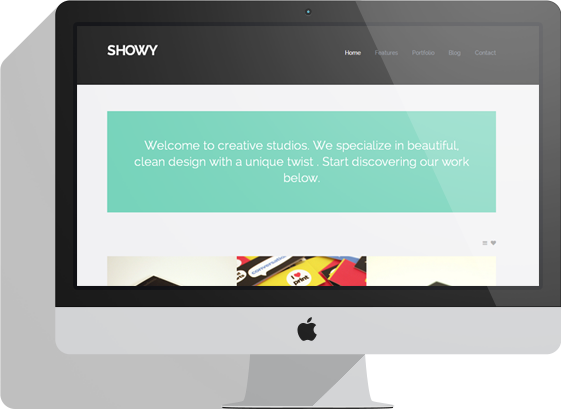 SHOWY
Home Features Portfolio Blog Contact
Welcome to creative studios. We specialize in beautiful,
clean design with a unique twist . Start discovering our work
below.
I
print